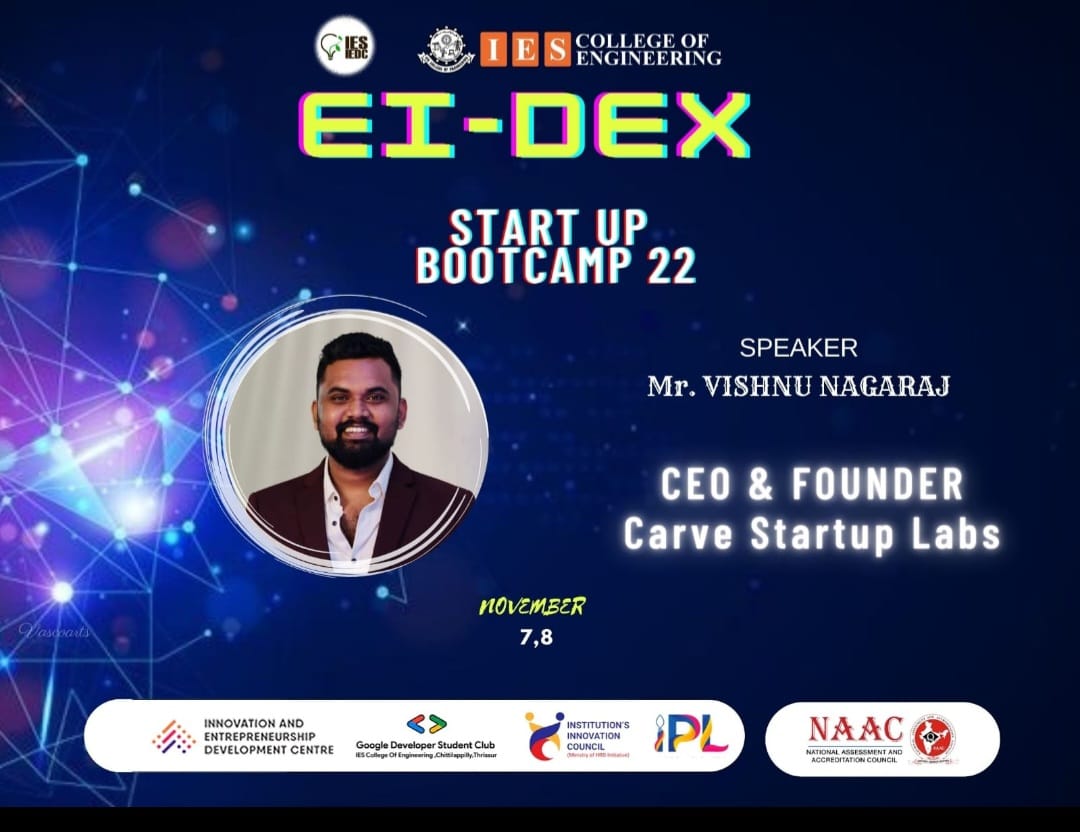 IES
IEDC
IES COLLEGE OF
ENGINEERING
EI-DEX
START UP
BOOTCAMP 22
SPEAKER
Mr. VISHNU NAGARAJ
CEO & FOUNDER
Carve Startup Labs
NOVEMBER
7,8
Vascoarts
INNOVATION AND
ENTREPRENEURSHIP
DEVELOPMENT CENTRE
Google Developer Student Club
IES College Of Engineering ,Chittilappilly,Thrissur
INSTITUTION'S
INNOVATION
COUNCIL
(Ministry of HRD Initiative)
iPL
NAAC
NATIONAL ASSESSMENT AND
ACCREDITATION COUNCIL